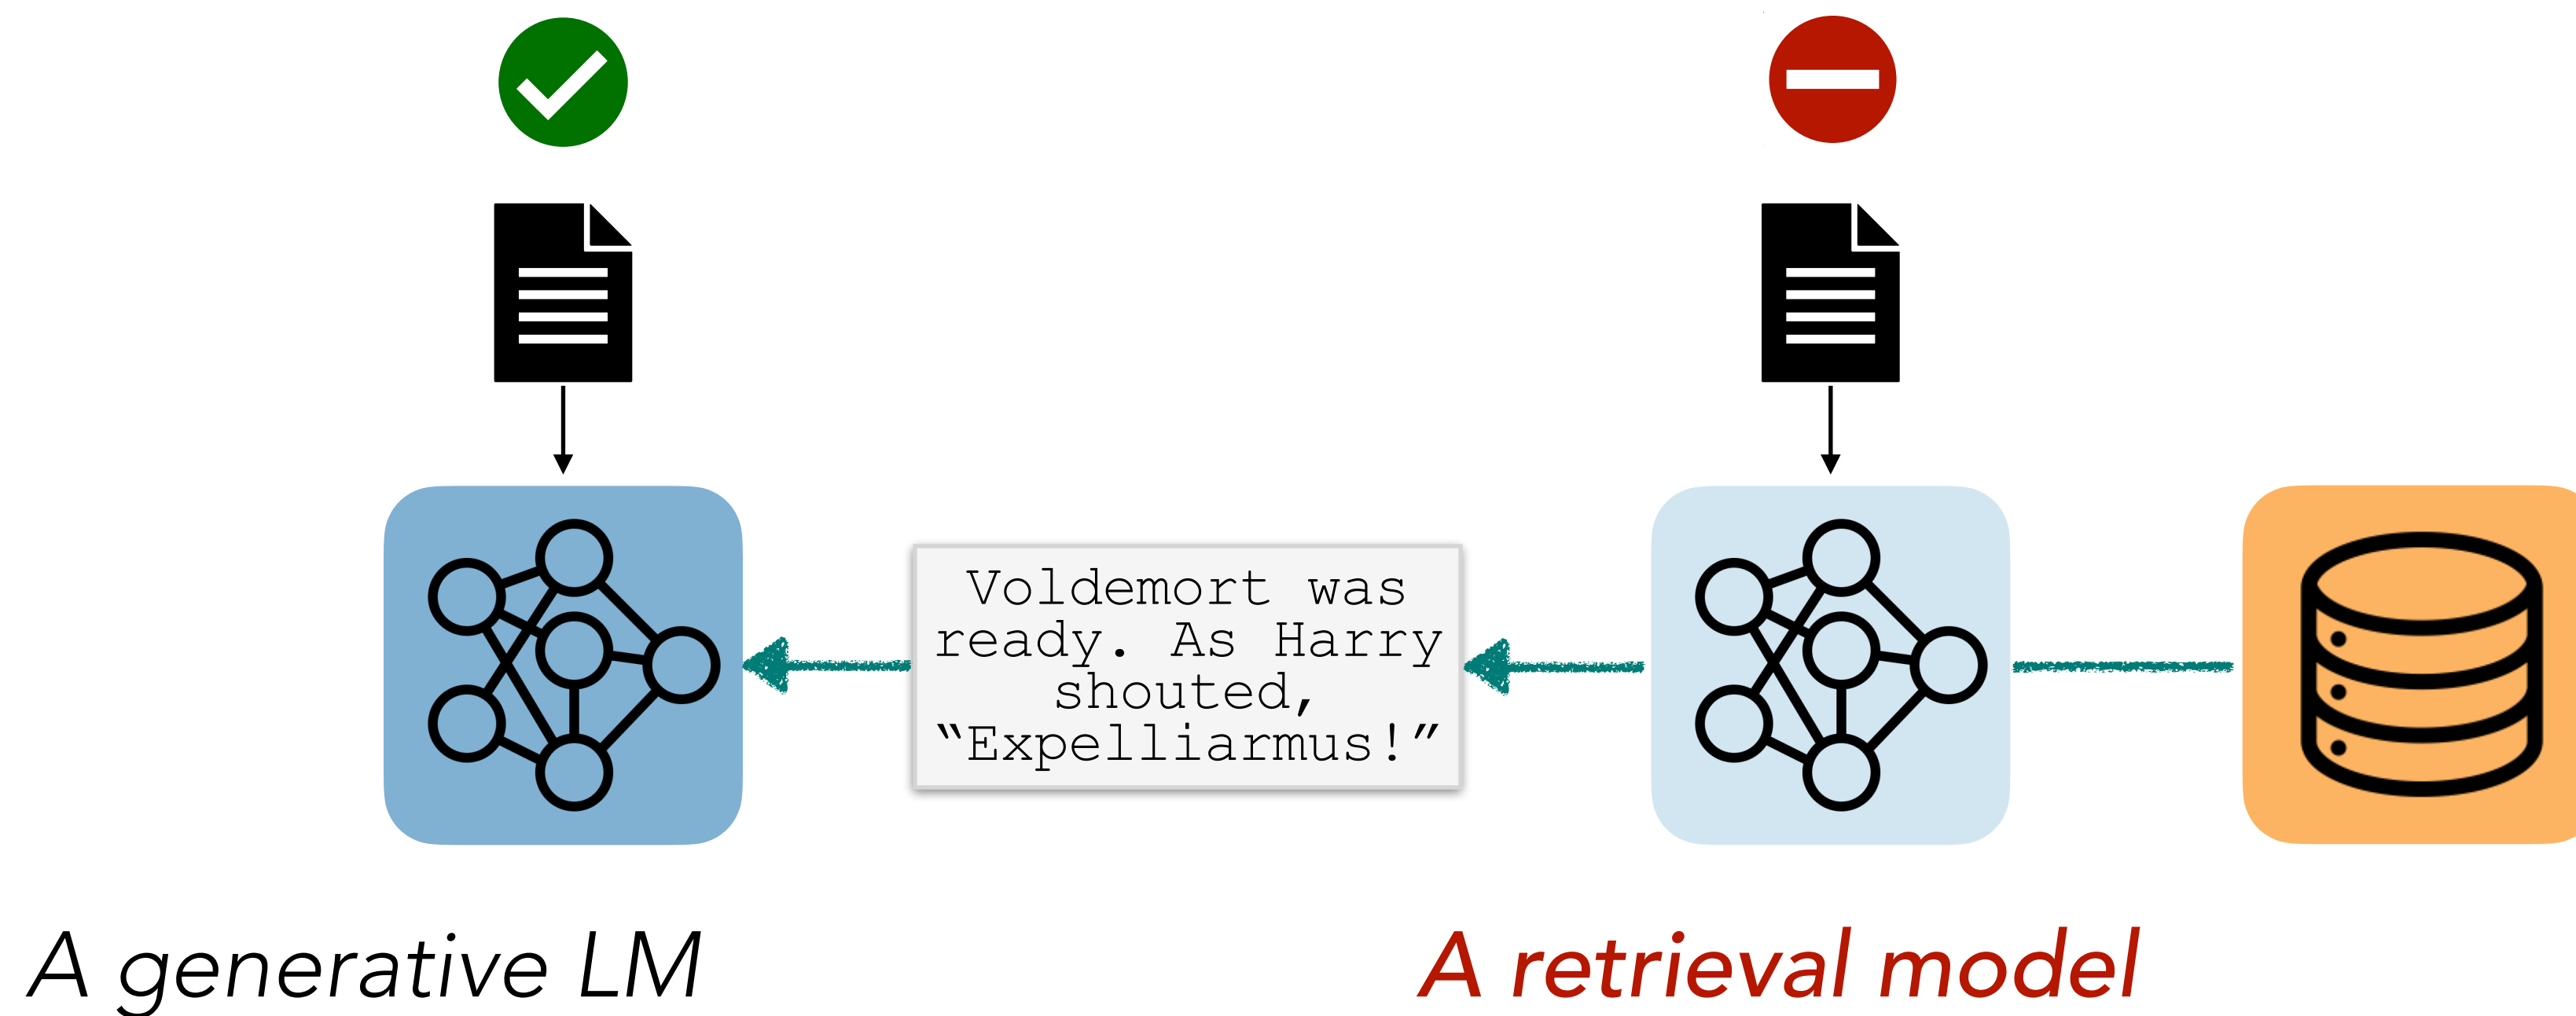 Voldemort was
ready. As Harry
shouted,
“Expelliarmus!”
A generative LM
A retrieval model